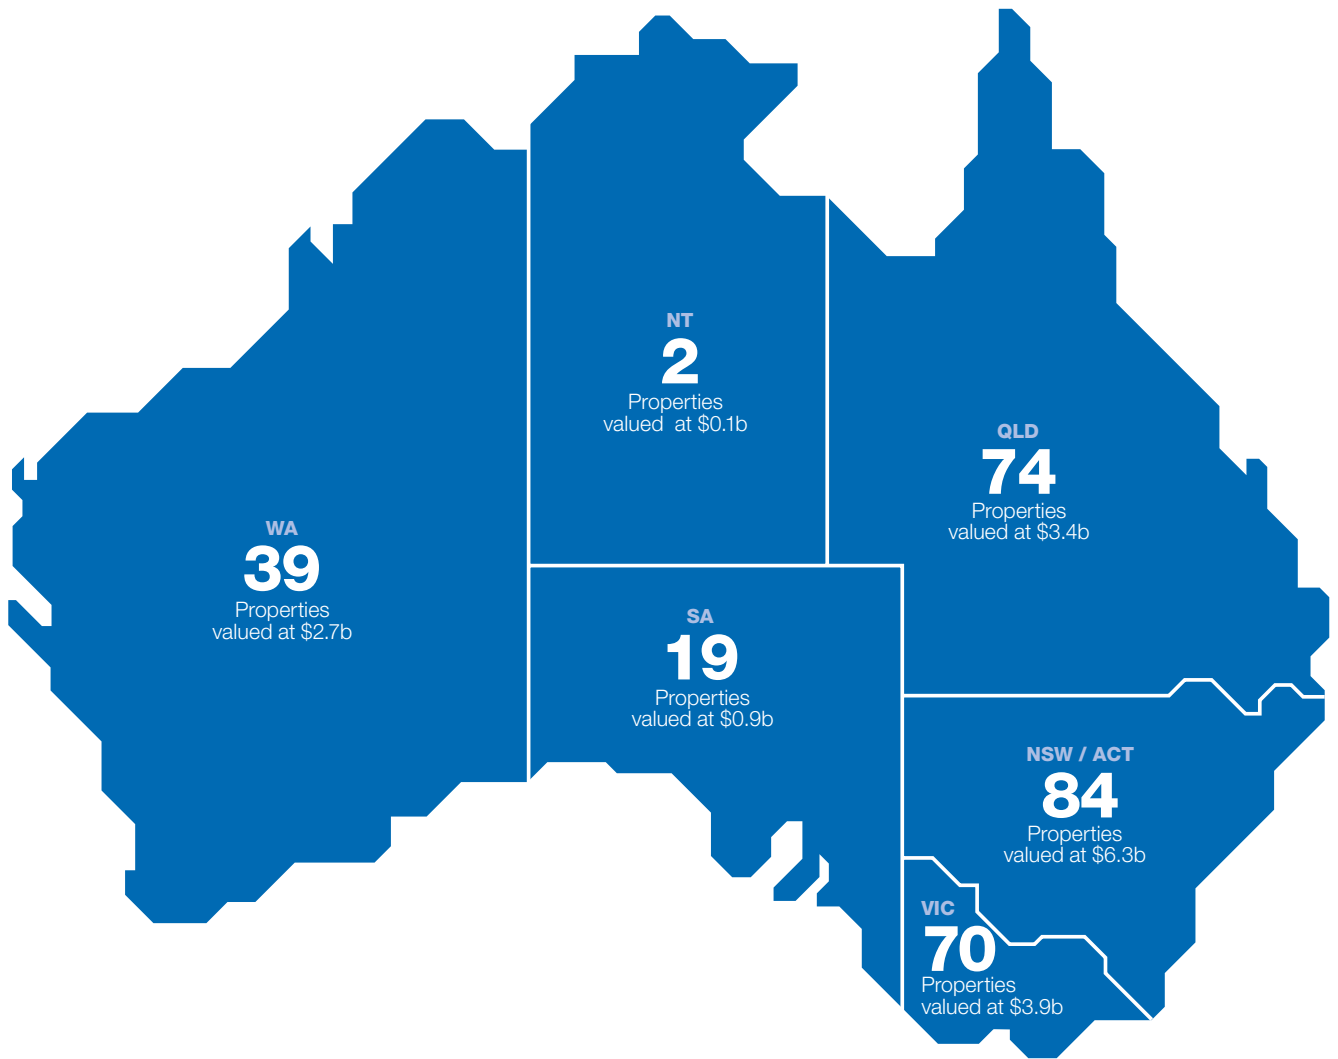 NT
2
Properties
valued at $0.1b
QLD
74
Properties
valued at $3.4b
WA
39
Properties
valued at $2.7b
SA
19
Properties
valued at $0.9b
NSW / ACT
84
Properties
valued at $6.3b
VIC
70
Properties
valued at $3.9b